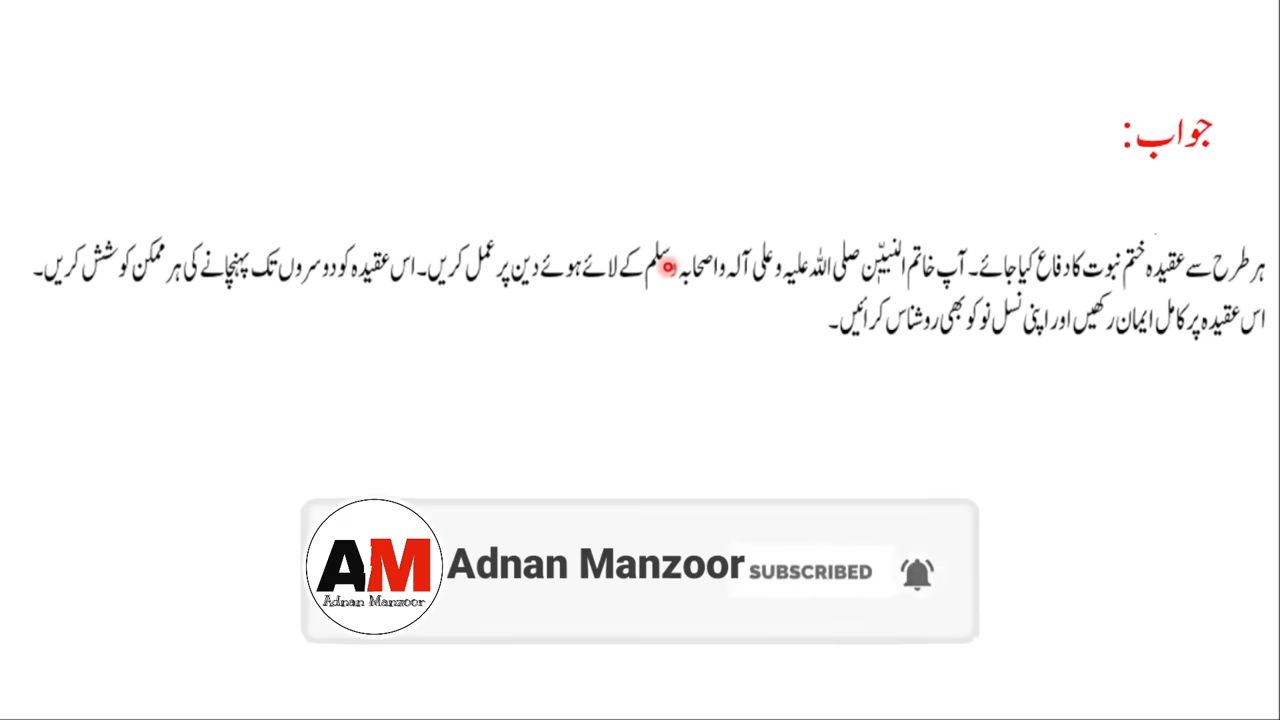 جواب:
ہر طرح سے عقیدہ ختم نبوت کا دفاع کیا جائے۔ آپ خاتم النبیّٖن صلی اللہ علیہ وعلی آلہ واصحابہ وسلم کے لائے ہوئے دین پر عمل کریں۔ اس عقیدہ کو دوسروں تک پہنچانے کی ہر ممکن کوشش کریں۔
اس عقیدہ پر کامل ایمان رکھیں اور اپنی نسل نو کو بھی روشناس کرائیں۔
AM Adnan Manzoor SUBSCRIBED
Adnan Manzoor